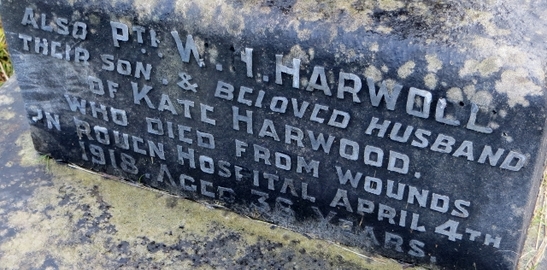 ALSO PTE W. H. HARWOOD
THEIR SON, & BELOVED HUSBAND
OF KATE HARWOOD,
WHO DIED FROM WOUNDS
IN ROUEN HOSPITAL APRIL 4TH
1918, AGED 36 YEARS.